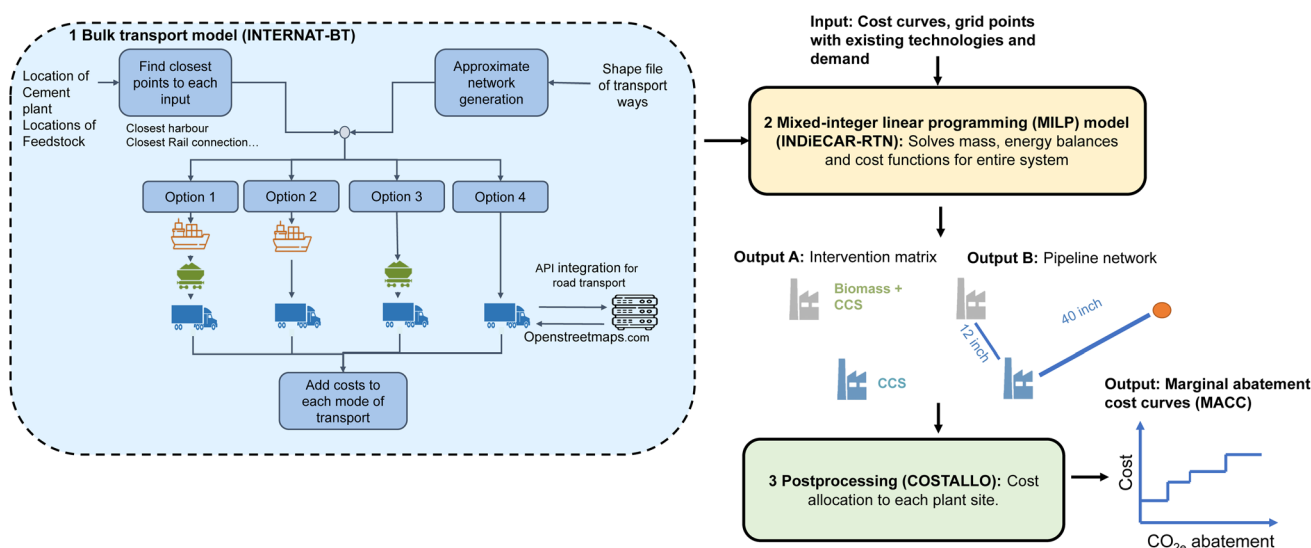 1 Bulk transport model (INTERNAT-BT)
Location of
Cement
plant
Locations of
Feedstock
Find closest
points to each
input
Closest harbour
Closest Rail connection…
Approximate
network
generation
Shape file
of transport
ways
Option 1
Option 2
Option 3
Option 4
API integration for
road transport
Openstreetmaps.com
Add costs to
each mode of
transport
Input: Cost curves, grid points
with existing technologies and
demand
2 Mixed-integer linear programming (MILP) model
(INDiECAR-RTN): Solves mass, energy balances
and cost functions for entire system
Output A: Intervention matrix
Biomass +
CCS
CCS
Output B: Pipeline network
12 inch
40 inch
3 Postprocessing (COSTALLO): Cost
allocation to each plant site.
Output: Marginal abatement
cost curves (MACC)
Cost
CO2e abatement